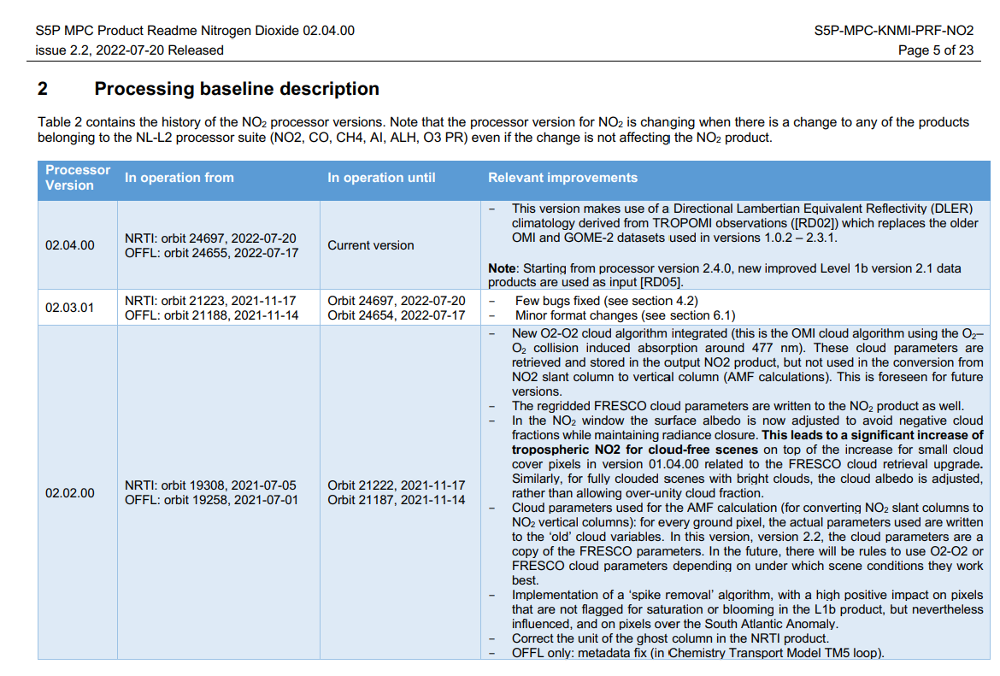 S5P MPC Product Readme Nitrogen Dioxide 02.04.00
S5P-MPC-KNMI-PRF-NO2
issue 2.2, 2022-07-20 Released
Page 5 of 23
2 Processing baseline description
Table 2 contains the history of the NO₂ processor versions. Note that the processor version for NO₂ is changing when there is a change to any of the products
belonging to the NL-L2 processor suite (NO2, CO, CH4, AI, ALH, O3 PR) even if the change is not affecting the NO₂ product.
Processor
Version
In operation from
In operation until
Relevant improvements
02.04.00
NRTI: orbit 24697, 2022-07-20
OFFL: orbit 24655, 2022-07-17
Current version
– This version makes use of a Directional Lambertian Equivalent Reflectivity (DLER)
climatology derived from TROPOMI observations ([RD02]) which replaces the older
OMI and GOME-2 datasets used in versions 1.0.2 – 2.3.1.
Note: Starting from processor version 2.4.0, new improved Level 1b version 2.1 data
products are used as input [RD05].
02.03.01
NRTI: orbit 21223, 2021-11-17
OFFL: orbit 21188, 2021-11-14
Orbit 24697, 2022-07-20
Orbit 24654, 2022-07-17
– Few bugs fixed (see section 4.2)
– Minor format changes (see section 6.1)
02.02.00
NRTI: orbit 19308, 2021-07-05
OFFL: orbit 19258, 2021-07-01
Orbit 21222, 2021-11-17
Orbit 21187, 2021-11-14
– New O2-O2 cloud algorithm integrated (this is the OMI cloud algorithm using the O₂–
O₂ collision induced absorption around 477 nm). These cloud parameters are
retrieved and stored in the output NO2 product, but not used in the conversion from
NO2 slant column to vertical column (AMF calculations). This is foreseen for future
versions.
– The regridded FRESCO cloud parameters are written to the NO₂ product as well.
– In the NO₂ window the surface albedo is now adjusted to avoid negative cloud
fractions while maintaining radiance closure. This leads to a significant increase of
tropospheric NO2 for cloud-free scenes on top of the increase for small cloud
cover pixels in version 01.04.00 related to the FRESCO cloud retrieval upgrade.
Similarly, for fully clouded scenes with bright clouds, the cloud albedo is adjusted,
rather than allowing over-unity cloud fraction.
– Cloud parameters used for the AMF calculation (for converting NO₂ slant columns to
NO₂ vertical columns): for every ground pixel, the actual parameters used are written
to the ‘old’ cloud variables. In this version, version 2.2, the cloud parameters are a
copy of the FRESCO parameters. In the future, there will be rules to use O2-O2 or
FRESCO cloud parameters depending on under which scene conditions they work
best.
– Implementation of a ‘spike removal’ algorithm, with a high positive impact on pixels
that are not flagged for saturation or blooming in the L1b product, but nevertheless
influenced, and on pixels over the South Atlantic Anomaly.
– Correct the unit of the ghost column in the NRTI product.
– OFFL only: metadata fix (in Chemistry Transport Model TM5 loop).